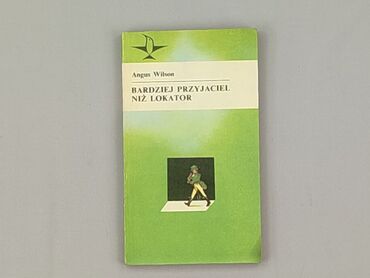 Angus Wilson
BARDZIEJ PRZYJACIEL
NIŻ LOKATOR